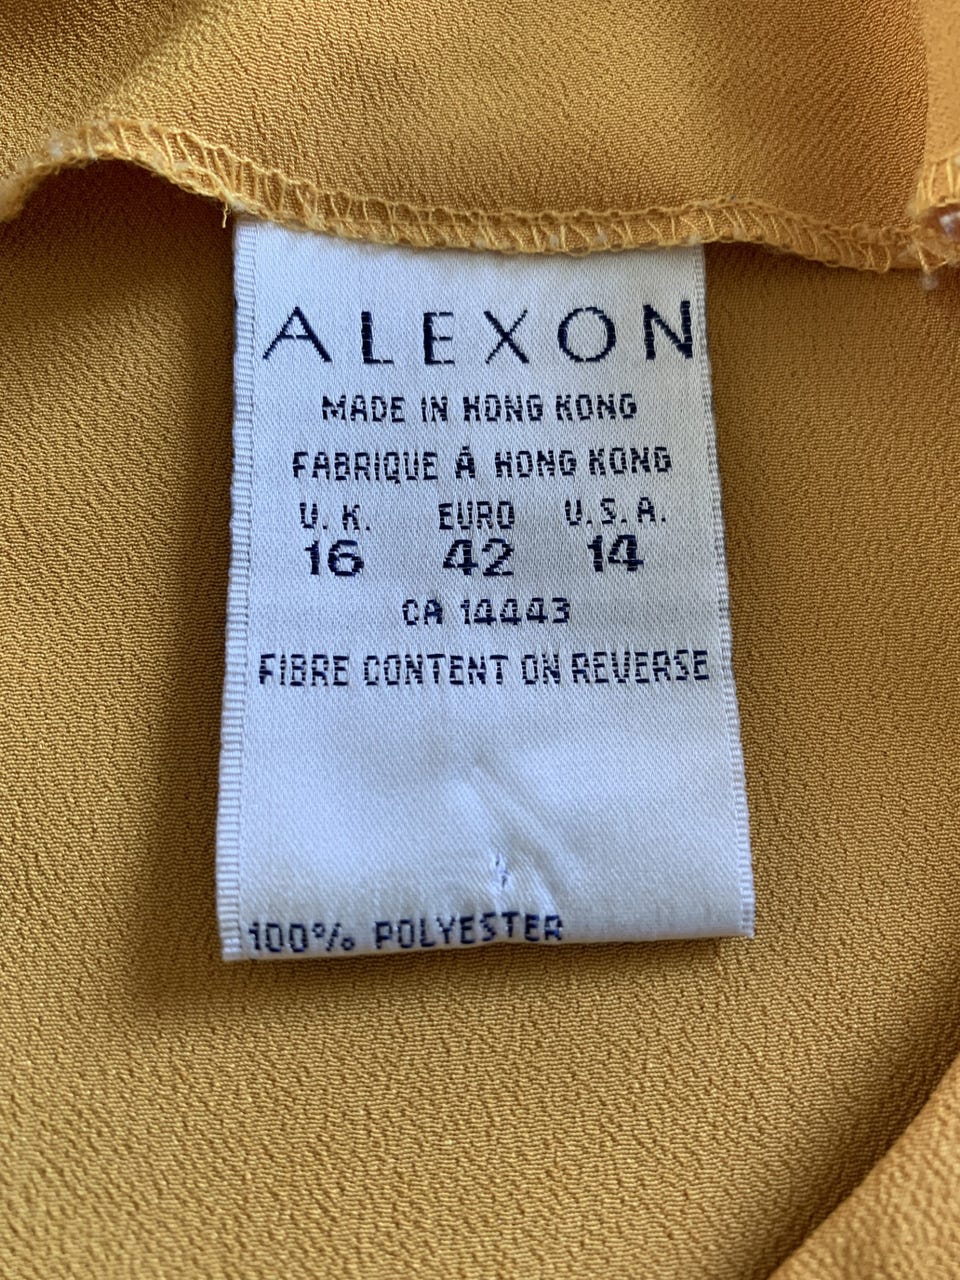 ALEXON
MADE IN HONG KONG
FABRIQUE Á HONG KONG
U. K. EURO U.S.A.
16 42 14
CA 14443
FIBRE CONTENT ON REVERSE
100% POLYESTER